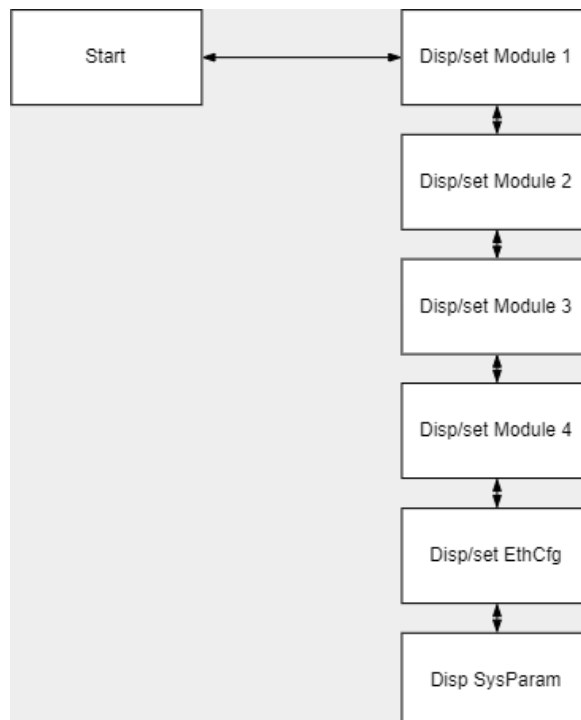 Start
Disp/set Module 1
Disp/set Module 2
Disp/set Module 3
Disp/set Module 4
Disp/set EthCfg
Disp SysParam